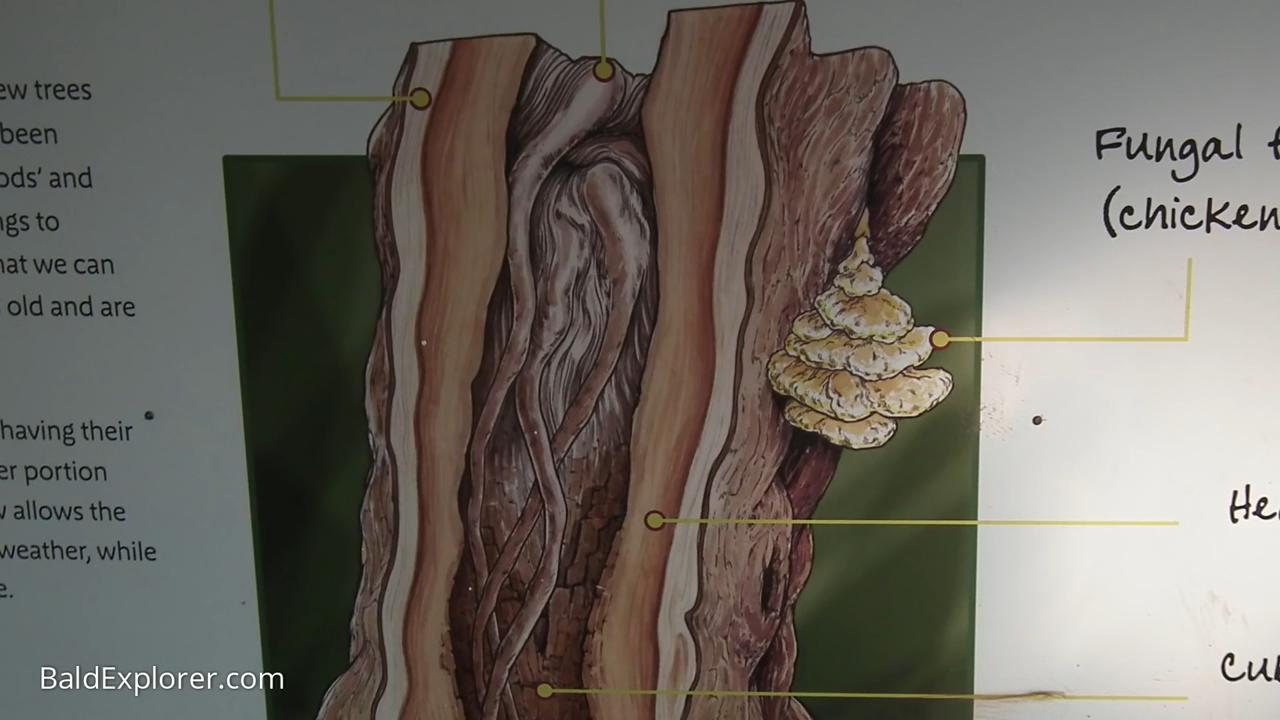 ew trees
been
ods' and
ngs to
hat we can
old and are
having their
er portion
w allows the
weather, while
e.
Fungal
(chicken
He
Cu
BaldExplorer.com